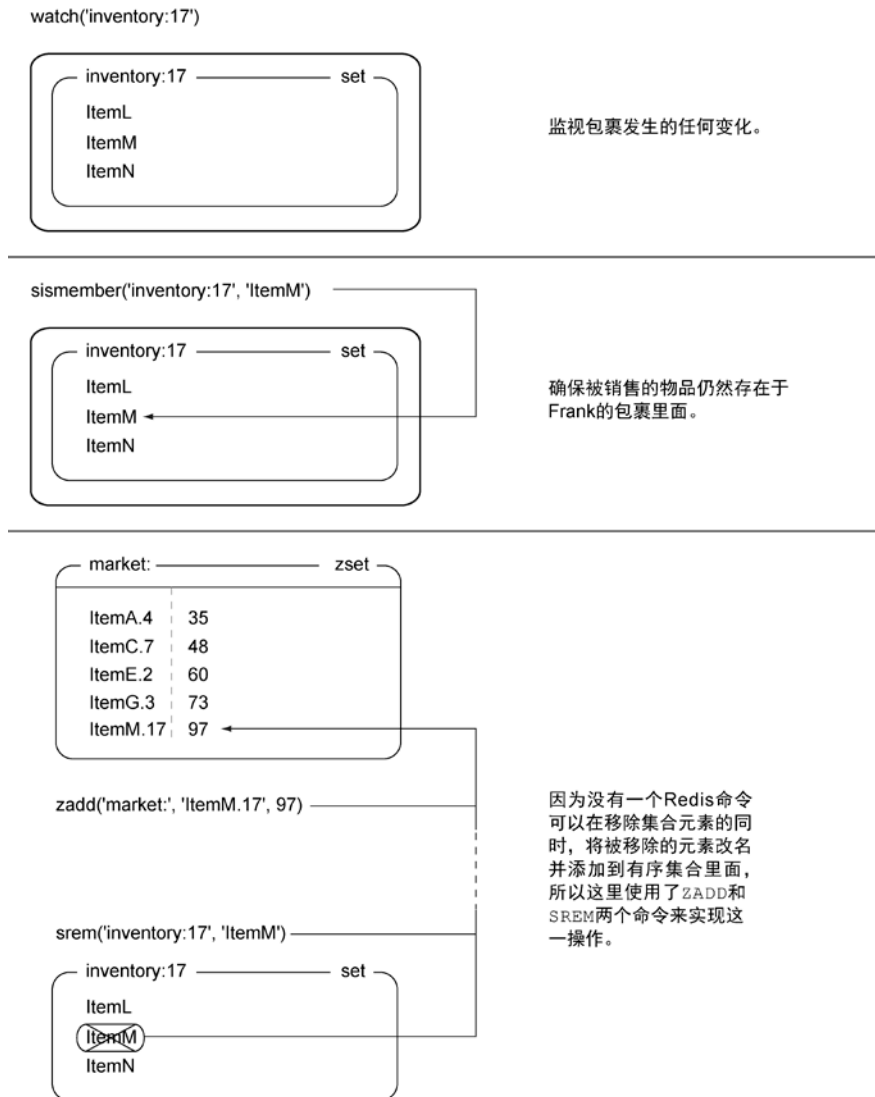 watch('inventory:17')
inventory:17 set
ItemL
ItemM
ItemN
监视包裹发生的任何变化。
sismember('inventory:17', 'ItemM')
inventory:17 set
ItemL
ItemM
ItemN
确保被销售的物品仍然存在于
Frank的包裹里面。
market: zset
ItemA.4 35
ItemC.7 48
ItemE.2 60
ItemG.3 73
ItemM.17 97
zadd('market:', 'ItemM.17', 97)
因为没有一个Redis命令
可以在移除集合元素的同
时，将被移除的元素改名
并添加到有序集合里面，
所以这里使用了ZADD和
SREM两个命令来实现这
一操作。
srem('inventory:17', 'ItemM')
inventory:17 set
ItemL
ItemM
ItemN